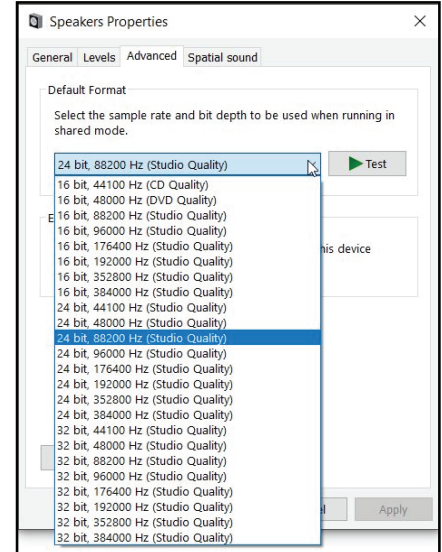 Speakers Properties
General Levels Advanced Spatial sound
Default Format
Select the sample rate and bit depth to be used when running in
shared mode.
24 bit, 88200 Hz (Studio Quality)
Test
16 bit, 44100 Hz (CD Quality)
16 bit, 48000 Hz (DVD Quality)
16 bit, 88200 Hz (Studio Quality)
16 bit, 96000 Hz (Studio Quality)
16 bit, 176400 Hz (Studio Quality)
his device
16 bit, 192000 Hz (Studio Quality)
16 bit, 352800 Hz (Studio Quality)
16 bit, 384000 Hz (Studio Quality)
24 bit, 44100 Hz (Studio Quality)
24 bit, 48000 Hz (Studio Quality)
24 bit, 88200 Hz (Studio Quality)
24 bit, 96000 Hz (Studio Quality)
24 bit, 176400 Hz (Studio Quality)
24 bit, 192000 Hz (Studio Quality)
24 bit, 352800 Hz (Studio Quality)
24 bit, 384000 Hz (Studio Quality)
32 bit, 44100 Hz (Studio Quality)
32 bit, 48000 Hz (Studio Quality)
32 bit, 88200 Hz (Studio Quality)
32 bit, 96000 Hz (Studio Quality)
32 bit, 176400 Hz (Studio Quality)
32 bit, 192000 Hz (Studio Quality)
32 bit, 352800 Hz (Studio Quality)
32 bit, 384000 Hz (Studio Quality)
Apply